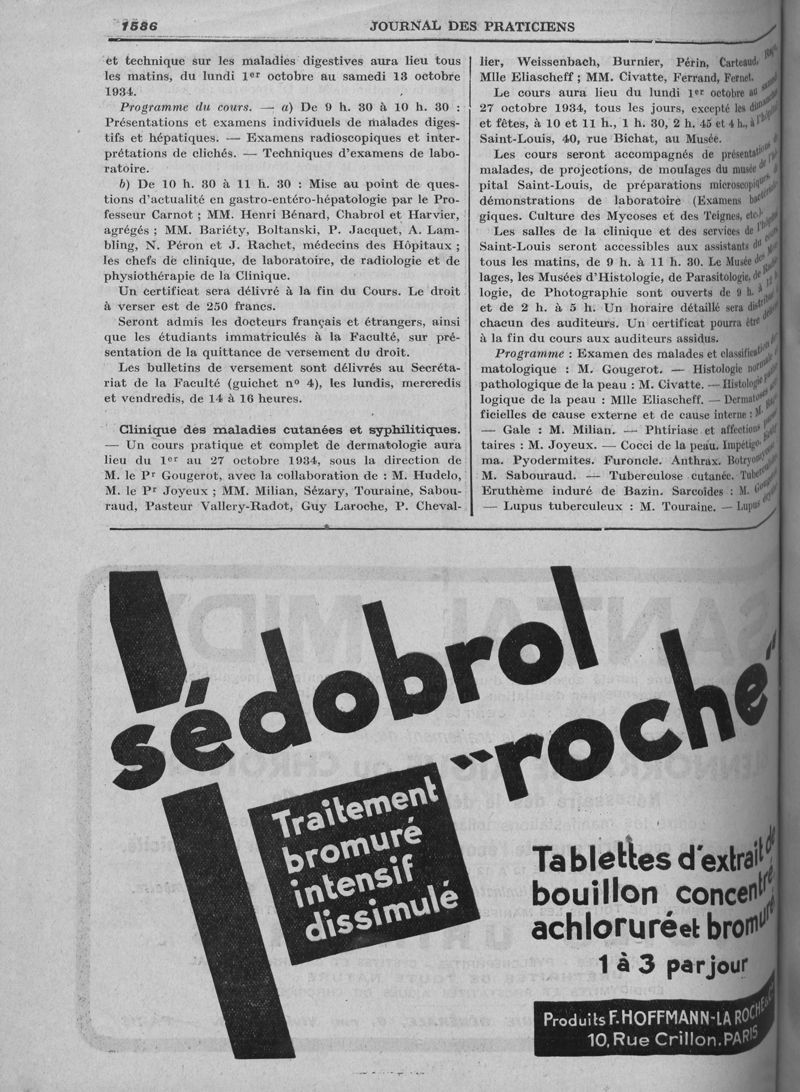 1586
JOURNAL DES PRATICIENS
et technique sur les maladies digestives aura lieu tous
les matins, du lundi 1er octobre au samedi 13 octobre
1934.
Programme du cours. — a) De 9 h. 30 à 10 h. 30 :
Présentations et examens individuels de malades diges-
tifs et hépatiques. — Examens radioscopiques et inter-
prétations de clichés. — Techniques d'examens de labo-
ratoire.
b) De 10 h. 30 à 11 h. 30 : Mise au point de ques-
tions d'actualité en gastro-entéro-hépatologie par le Pro-
fesseur Carnot ; MM. Henri Bénard, Chabrol et Harvier,
agrégés ; MM. Bariéty, Boltanski, P. Jacquet, A. Lam-
bling, N. Péron et J. Rachet, médecins des Hôpitaux ;
les chefs de clinique, de laboratoire, de radiologie et de
physiothérapie de la Clinique.
Un certificat sera délivré à la fin du Cours. Le droit
à verser est de 250 francs.
Seront admis les docteurs français et étrangers, ainsi
que les étudiants immatriculés à la Faculté, sur pré-
sentation de la quittance de versement du droit.
Les bulletins de versement sont délivrés au Secréta-
riat de la Faculté (guichet nº 4), les lundis, mercredis
et vendredis, de 14 à 16 heures.
Clinique des maladies cutanées et syphilitiques.
— Un cours pratique et complet de dermatologie aura
lieu du 1er au 27 octobre 1934, sous la direction de
M. le Pr Gougerot, avec la collaboration de : M. Hudelo,
M. le Pr Joyeux ; MM. Milian, Sézary, Touraine, Sabou-
raud, Pasteur Vallery-Radot, Guy Laroche, P. Cheval-
lier, Weissenbach, Burnier, Périn, Carteaud,
Mlle Eliascheff ; MM. Civatte, Ferrand, Fernet.
Le cours aura lieu du lundi 1er octobre au
27 octobre 1934, tous les jours, excepté les
et fêtes, à 10 et 11 h., 1 h. 30, 2 h. 45 et 4 h., à
Saint-Louis, 40, rue Bichat, au Musée.
Les cours seront accompagnés de
malades, de projections, de moulages du musée
pital Saint-Louis, de préparations
démonstrations de laboratoire (Examens
giques. Culture des Mycoses et des Teignes, etc.).
Les salles de la clinique et des services de
Saint-Louis seront accessibles aux assistants du
tous les matins, de 9 h. à 11 h. 30. Le Musée des
lages, les Musées d'Histologie, de Parasitologie, de
logie, de Photographie sont ouverts de 9 h. à
et de 2 h. à 5 h. Un horaire détaillé sera
chacun des auditeurs. Un certificat pourra être
à la fin du cours aux auditeurs assidus.
Programme : Examen des malades et
matologique : M. Gougerot. — Histologie
pathologique de la peau : M. Civatte. —
logique de la peau : Mlle Eliascheff. —
ficielles de cause externe et de cause interne : M.
— Gale : M. Milian. — Phtiriase et affections
taires : M. Joyeux. — Cocci de la peau. Impétigo.
ma. Pyodermites. Furoncle. Anthrax.
M. Sabouraud. — Tuberculose cutanée.
Eruthème induré de Bazin. Sarcoïdes : M.
— Lupus tuberculeux : M. Touraine. — Lupus
sédobrol
"roche"
Traitement
bromuré
intensif
dissimulé
Tablettes d'extrait de
bouillon concentré
achloruré et bromuré
1 à 3 par jour
Produits F. HOFFMANN-LA ROCHE
10, Rue Crillon. PARIS